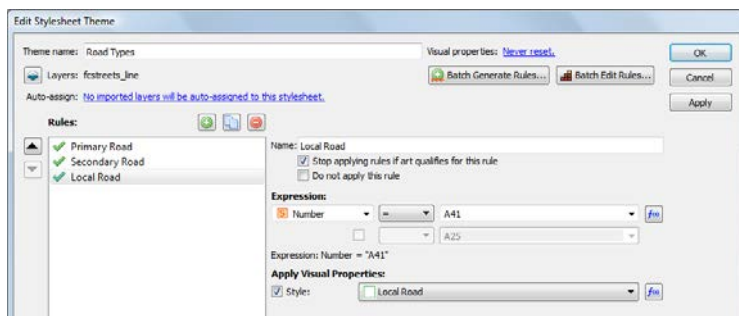 Edit Stylesheet Theme
Theme name: Road Types
Visual properties: Never reset.
OK
Layers: fcstreets_line
Batch Generate Rules...
Batch Edit Rules...
Cancel
Auto-assign: No imported layers will be auto-assigned to this stylesheet.
Apply
Rules:
Primary Road
Secondary Road
Local Road
Name: Local Road
Stop applying rules if art qualifies for this rule
Do not apply this rule
Expression:
S Number = A41 f(x)
A25
Expression: Number = "A41"
Apply Visual Properties:
Style: Local Road f(x)